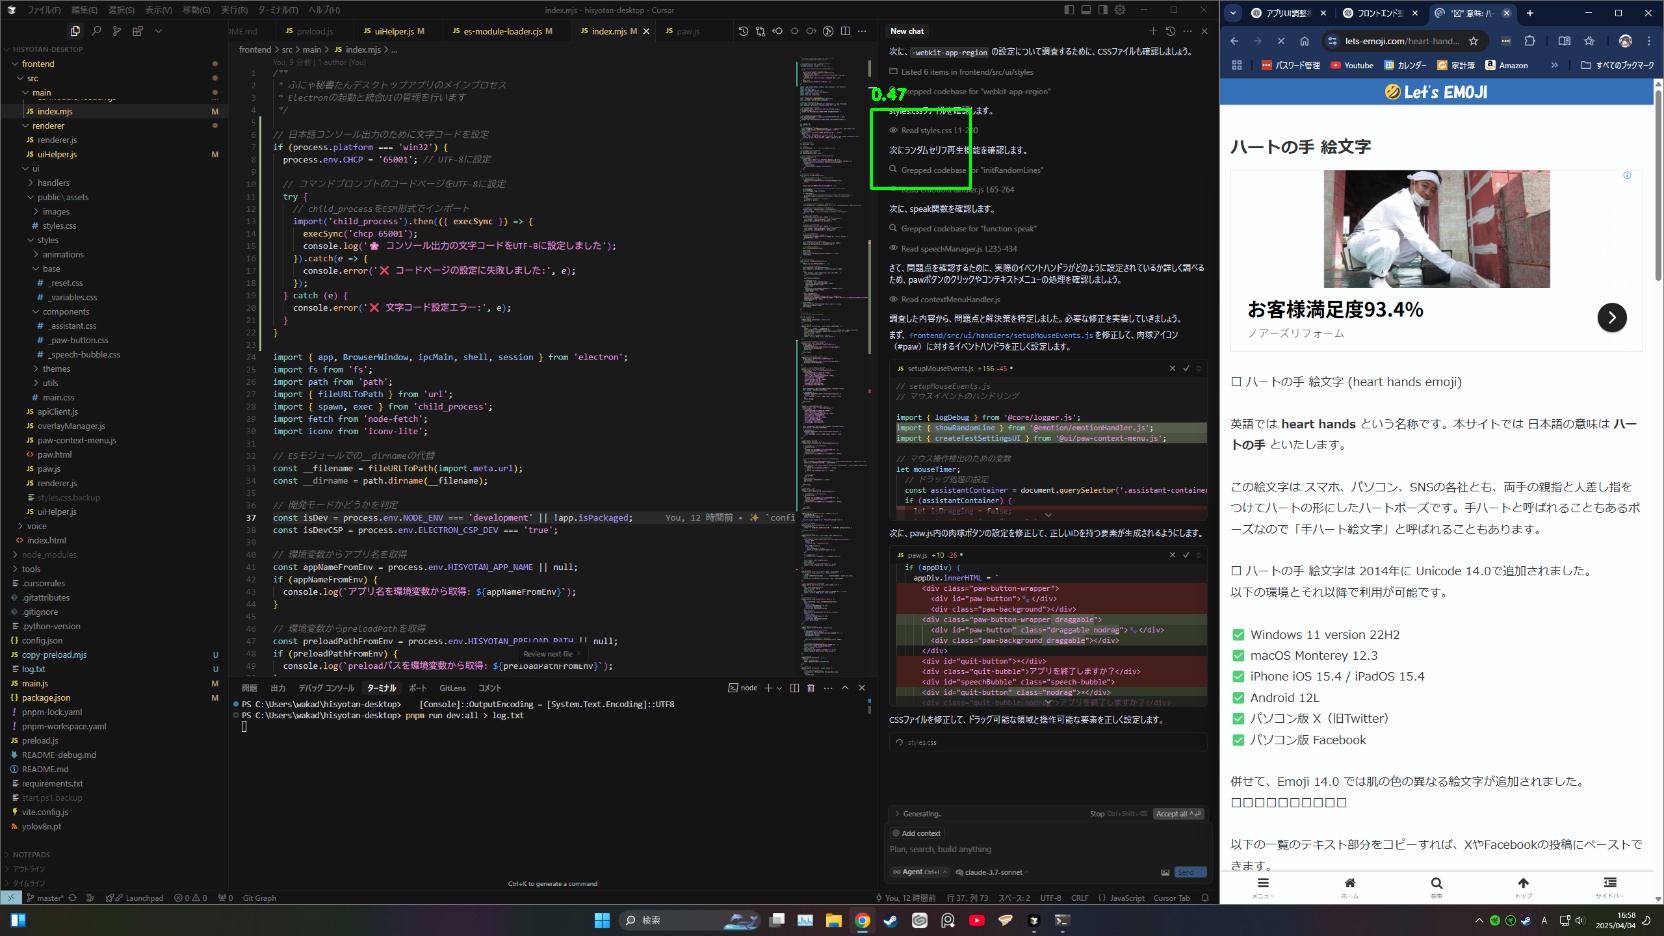 ファイル(F) 編集(E) 選択(S) 表示(V) 移動(G) 実行(R) ターミナル(T) ヘルプ(H)
index.mjs - hisyotan-desktop - Cursor
HISYOTAN-DESKTOP
frontend
src
main
index.mjs M
renderer
renderer.js
uiHelper.js M
ui
handlers
public\assets
images
styles.css
styles
animations
base
_reset.css
_variables.css
components
_assistant.css
_paw-button.css
_speech-bubble.css
themes
utils
main.css
apiClient.js
overlayManager.js
paw-context-menu.js
paw.html
paw.js
renderer.js
styles.css.backup
uiHelper.js
voice
index.html
node_modules
tools
.cursorrules
.gitattributes
.gitignore
.python-version
config.json
copy-preload.mjs U
log.txt U
main.js M
package.json M
pnpm-lock.yaml
pnpm-workspace.yaml
preload.js
README-debug.md
README.md
requirements.txt
start.ps1.backup
vite.config.js
yolov8n.pt
NOTEPADS
アウトライン
タイムライン
preload.js
uiHelper.js M
es-module-loader.cjs M
index.mjs M
paw.js
frontend > src > main > index.mjs > ...
You, 9 分前 | 1 author (You)
1 /**
2 * ふにゃ秘書たんデスクトップアプリのメインプロセス
3 * Electronの起動と統合UIの管理を行います
4 */
5
6 // 日本語コンソール出力のために文字コードを設定
7 if (process.platform === 'win32') {
8 process.env.CHCP = '65001'; // UTF-8に設定
9
10 // コマンドプロンプトのコードページをUTF-8に設定
11 try {
12 // child_processをESM形式でインポート
13 import('child_process').then(({ execSync }) => {
14 execSync('chcp 65001');
15 console.log('🌸 コンソール出力の文字コードをUTF-8に設定しました');
16 }).catch(e => {
17 console.error('❌ コードページの設定に失敗しました:', e);
18 });
19 } catch (e) {
20 console.error('❌ 文字コード設定エラー:', e);
21 }
22 }
23
24 import { app, BrowserWindow, ipcMain, shell, session } from 'electron';
25 import fs from 'fs';
26 import path from 'path';
27 import { fileURLToPath } from 'url';
28 import { spawn, exec } from 'child_process';
29 import fetch from 'node-fetch';
30 import iconv from 'iconv-lite';
31
32 // ESモジュールでの__dirnameの代替
33 const __filename = fileURLToPath(import.meta.url);
34 const __dirname = path.dirname(__filename);
35
36 // 開発モードかどうかを判定
37 const isDev = process.env.NODE_ENV === 'development' || !app.isPackaged; You, 12 時間前 • ✨ `confi
38 const isDevCSP = process.env.ELECTRON_CSP_DEV === 'true';
39
40 // 環境変数からアプリ名を取得
41 const appNameFromEnv = process.env.HISYOTAN_APP_NAME || null;
42 if (appNameFromEnv) {
43 console.log(`アプリ名を環境変数から取得: ${appNameFromEnv}`);
44 }
45
46 // 環境変数からpreloadPathを取得
47 const preloadPathFromEnv = process.env.HISYOTAN_PRELOAD_PATH || null;
48 if (preloadPathFromEnv) {
49 console.log(`preloadパスを環境変数から取得: ${preloadPathFromEnv}`);
Review next file
問題 出力 デバッグ コンソール ターミナル ポート GitLens コメント
node
PS C:\Users\wakad\hisyotan-desktop> [Console]::OutputEncoding = [System.Text.Encoding]::UTF8
PS C:\Users\wakad\hisyotan-desktop> pnpm run dev:all > log.txt
Ctrl+K to generate a command
master* Launchpad 0 0 0 Git Graph
You, 12 時間前 行 37, 列 73 スペース: 2 UTF-8 CRLF JavaScript Cursor Tab
New chat
次に、-webkit-app-region の設定について調査するために、CSSファイルも確認しましょう。
Listed 6 items in frontend/src/ui/styles
0.47
Grepped codebase for "webkit-app-region"
styles.cssファイルも確認します。
Read styles.css L1-200
次にランダムセリフ再生機能を確認します。
Grepped codebase for "initRandomLines"
Read emotionHandler.js L65-264
次に、speak関数を確認します。
Grepped codebase for "function speak"
Read speechManager.js L235-434
さて、問題点を確認するために、実際のイベントハンドラがどのように設定されているか詳しく調べるため、pawボタンのクリックやコンテキストメニューの処理を確認しましょう。
Read contextMenuHandler.js
調査した内容から、問題点と解決策を特定しました。必要な修正を実装していきましょう。
まず、frontend/src/ui/handlers/setupMouseEvents.js を修正して、肉球アイコン（#paw）に対するイベントハンドラを正しく設定します。
setupMouseEvents.js +156 -45
// setupMouseEvents.js
// マウスイベントのハンドリング
import { logDebug } from '@core/logger.js';
import { showRandomLine } from '@emotion/emotionHandler.js';
import { createTestSettingsUI } from '@ui/paw-context-menu.js';
// マウス操作検出のための変数
let mouseTimer;
// ドラッグ処理の設定
const assistantContainer = document.querySelector('.assistant-container
if (assistantContainer) {
let isDragging = false;
次に、paw.js内の肉球ボタンの設定を修正して、正しいIDを持つ要素が生成されるようにします。
paw.js +10 -26
if (appDiv) {
appDiv.innerHTML = `
<div class="paw-button-wrapper">
<div id="paw-button">🐾</div>
<div class="paw-background"></div>
<div class="paw-button-wrapper draggable">
<div id="paw-button" class="draggable nodrag">🐾</div>
<div class="paw-background draggable"></div>
</div>
<div id="quit-button">×</div>
<div class="quit-bubble">アプリを終了しますか？</div>
<div id="speechBubble" class="speech-bubble">
<div id="quit-button" class="nodrag">×</div>
CSSファイルを修正して、ドラッグ可能な領域と操作可能な要素を正しく設定します。
styles.css
Generating.. Stop Ctrl+Shift+⌫ Accept all
Add context
Plan, search, build anything
Agent Ctrl+I claude-3.7-sonnet Send
アプリUI調整
フロントエンド
lets-emoji.com/heart-hand...
パスワード管理 Youtube カレンダー 家計簿 Amazon すべてのブックマーク
Let's EMOJI
ハートの手 絵文字
お客様満足度93.4%
ノアーズリフォーム
□ ハートの手 絵文字 (heart hands emoji)
英語では heart hands という名称です。本サイトでは 日本語の意味は ハートの手 といたします。
この絵文字は スマホ、パソコン、SNSの各社とも、両手の親指と人差し指をつけてハートの形にしたハートポーズです。手ハートと呼ばれることもあるポーズなので「手ハート絵文字」と呼ばれることもあります。
□ ハートの手 絵文字は 2014年に Unicode 14.0で追加されました。
以下の環境とそれ以降で利用が可能です。
✅ Windows 11 version 22H2
✅ macOS Monterey 12.3
✅ iPhone iOS 15.4 / iPadOS 15.4
✅ Android 12L
✅ パソコン版 X（旧Twitter）
✅ パソコン版 Facebook
併せて、Emoji 14.0 では肌の色の異なる絵文字が追加されました。
□□□□□□□□□□
以下の一覧のテキスト部分をコピーすれば、XやFacebookの投稿にペーストできます。
メニュー ホーム 検索 トップ サイドバー
検索
A
16:58
2025/04/04